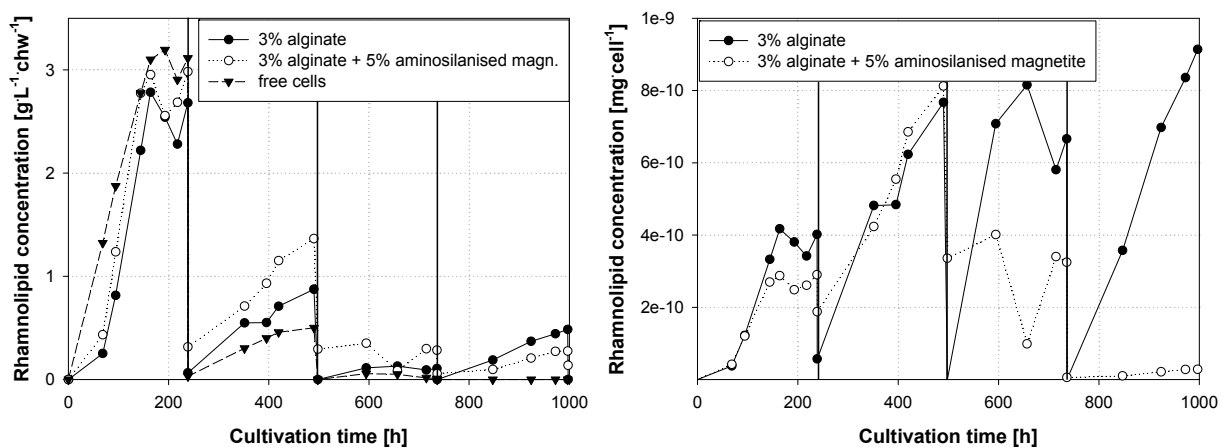 Rhamnolipid concentration [g·L⁻¹·chw⁻¹]
3
2
1
0
0 200 400 600 800 1000
Cultivation time [h]
3% alginate
3% alginate + 5% aminosilanised magn.
free cells
Rhamnolipid concentration [mg·cell⁻¹]
1e-9
8e-10
6e-10
4e-10
2e-10
0 200 400 600 800 1000
Cultivation time [h]
3% alginate
3% alginate + 5% aminosilanised magnetite